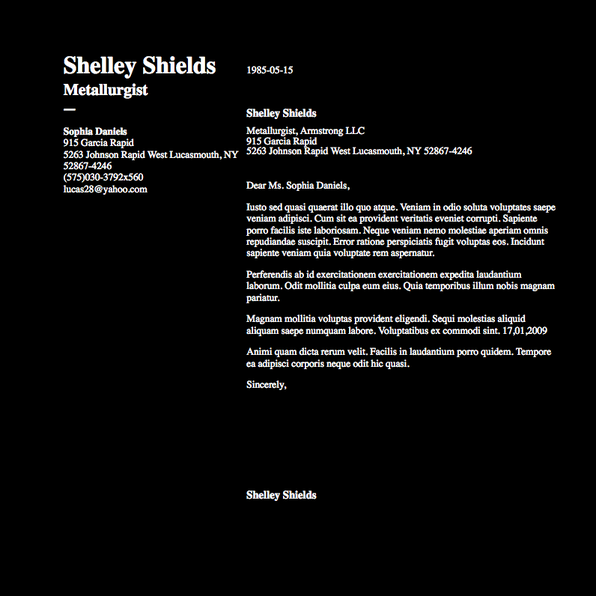 Shelley Shields
Metallurgist
—
Sophia Daniels
915 Garcia Rapid
5263 Johnson Rapid West Lucasmouth, NY
52867-4246
(575)030-3792x560
lucas28@yahoo.com
1985-05-15
Shelley Shields
Metallurgist, Armstrong LLC
915 Garcia Rapid
5263 Johnson Rapid West Lucasmouth, NY 52867-4246
Dear Ms. Sophia Daniels,
Iusto sed quasi quaerat illo quo atque. Veniam in odio soluta voluptates saepe
veniam adipisci. Cum sit ea provident veritatis eveniet corrupti. Sapiente
porro facilis iste laboriosam. Neque veniam nemo molestiae aperiam omnis
repudiandae suscipit. Error ratione perspiciatis fugit voluptas eos. Incidunt
sapiente veniam quia voluptate rem aspernatur.
Perferendis ab id exercitationem exercitationem expedita laudantium
laborum. Odit mollitia culpa eum eius. Quia temporibus illum nobis magnam
pariatur.
Magnam mollitia voluptas provident eligendi. Sequi molestias aliquid
aliquam saepe numquam labore. Voluptatibus ex commodi sint. 17,01,2009
Animi quam dicta rerum velit. Facilis in laudantium porro quidem. Tempore
ea adipisci corporis neque odit hic quasi.
Sincerely,
Shelley Shields